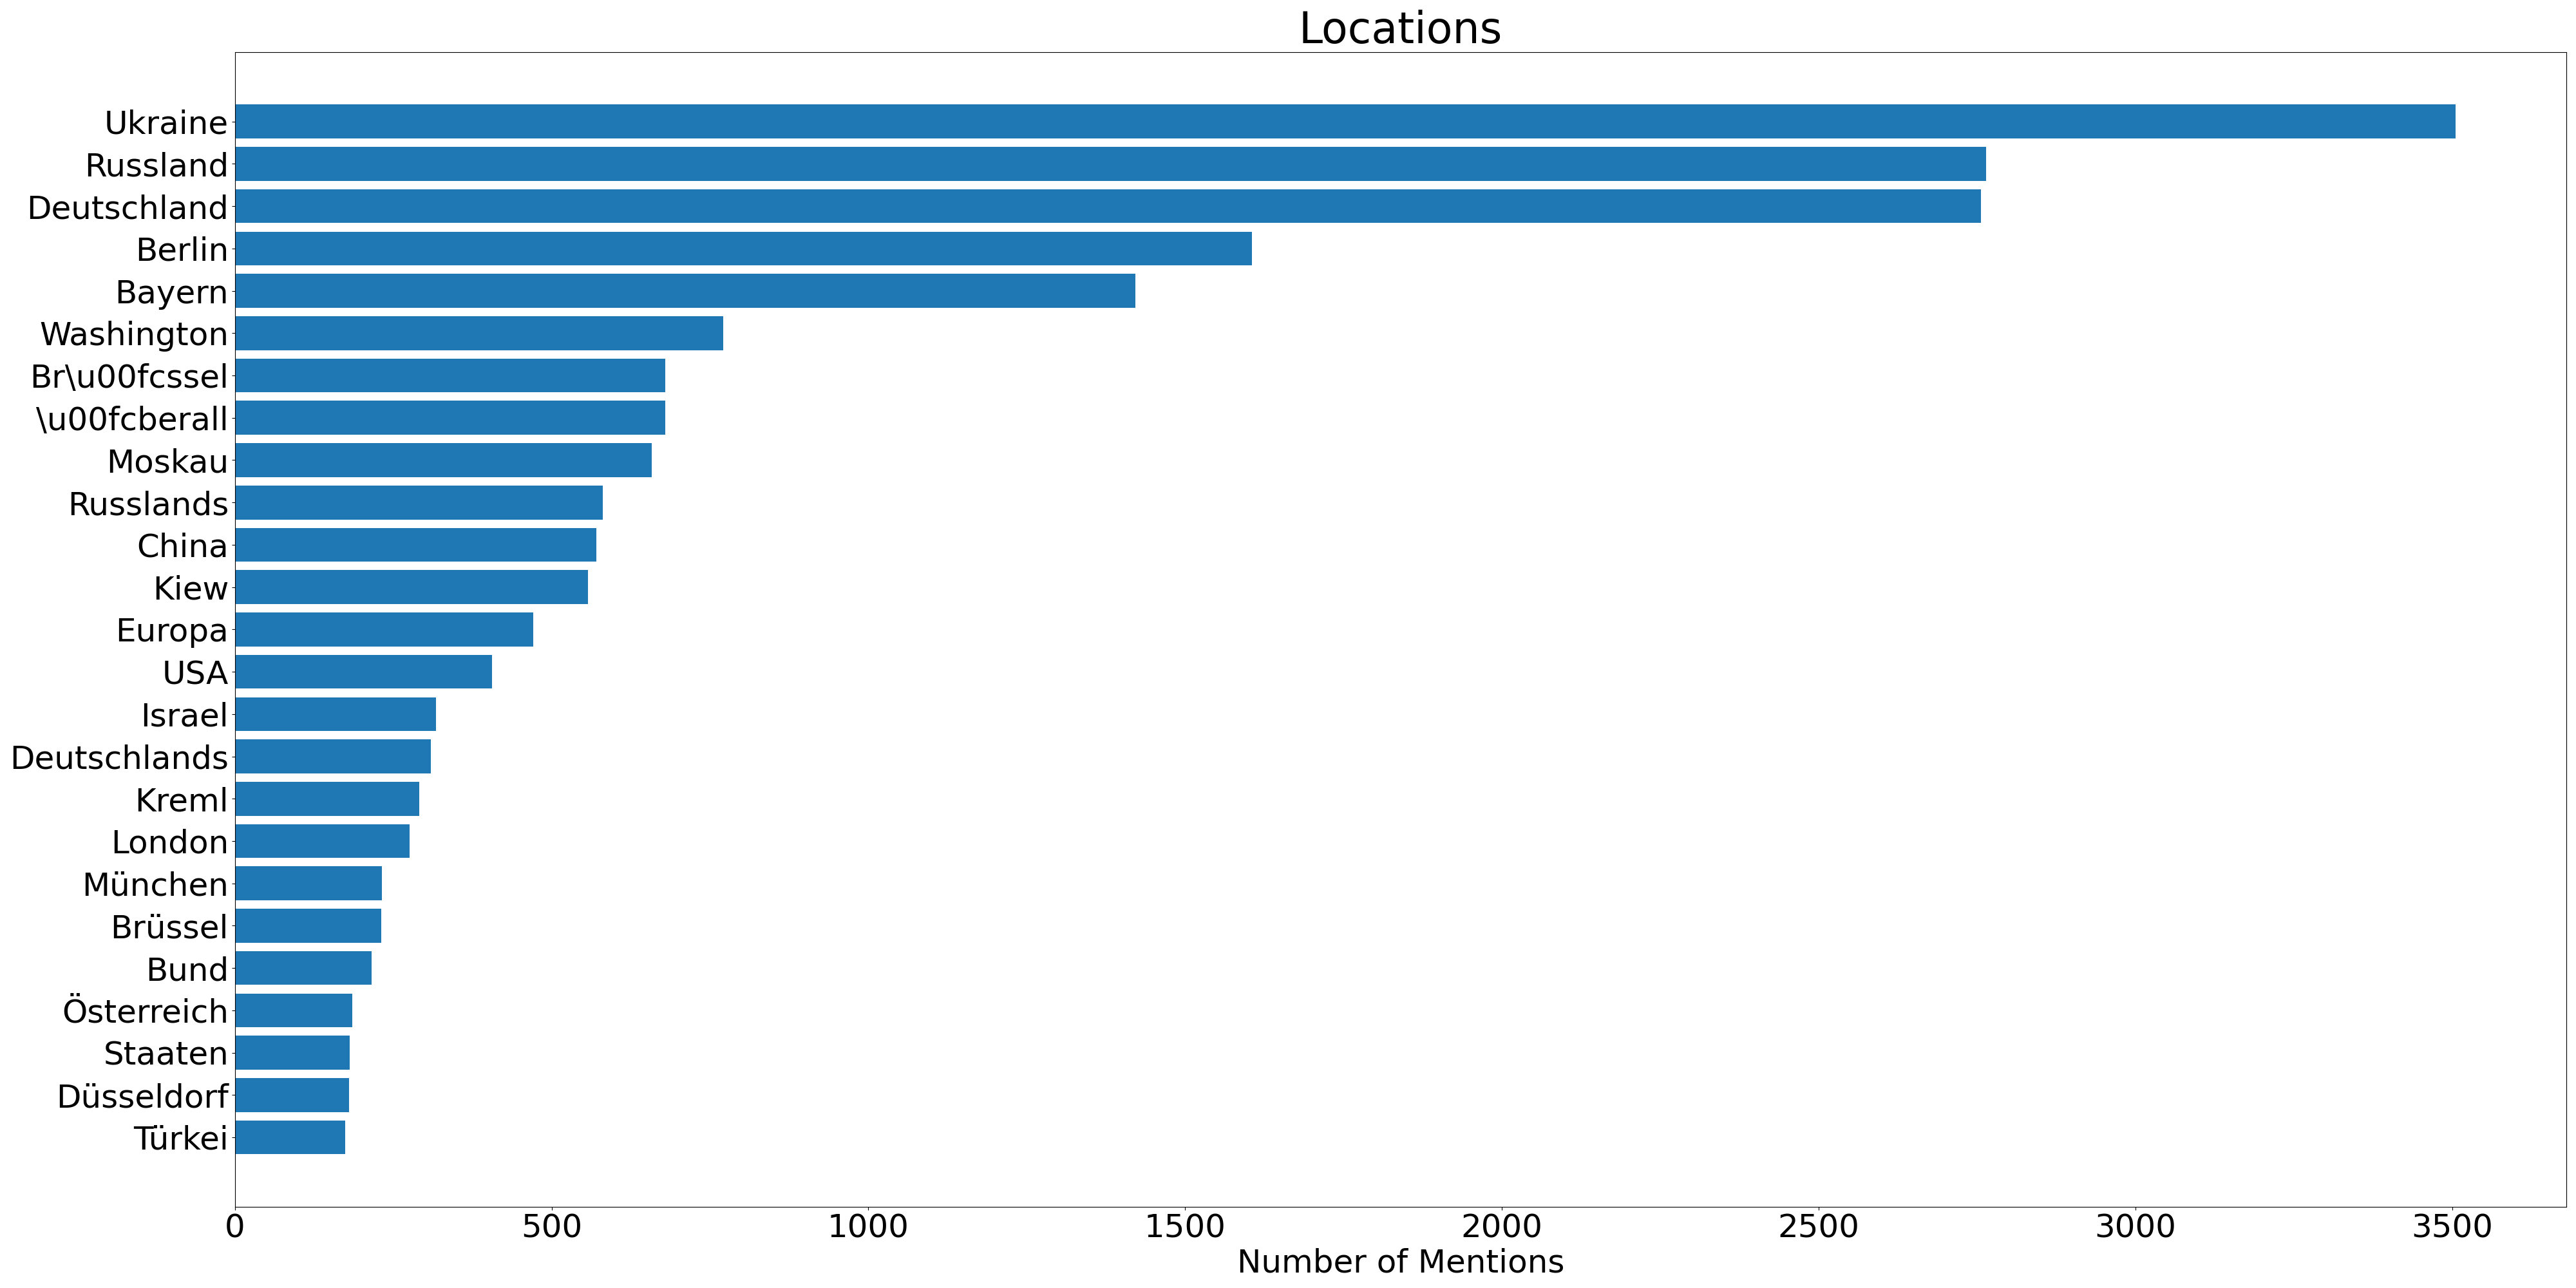 Locations
Ukraine
Russland
Deutschland
Berlin
Bayern
Washington
Br\u00fcssel
\u00fcberall
Moskau
Russlands
China
Kiew
Europa
USA
Israel
Deutschlands
Kreml
London
München
Brüssel
Bund
Österreich
Staaten
Düsseldorf
Türkei
0 500 1000 1500 2000 2500 3000 3500
Number of Mentions